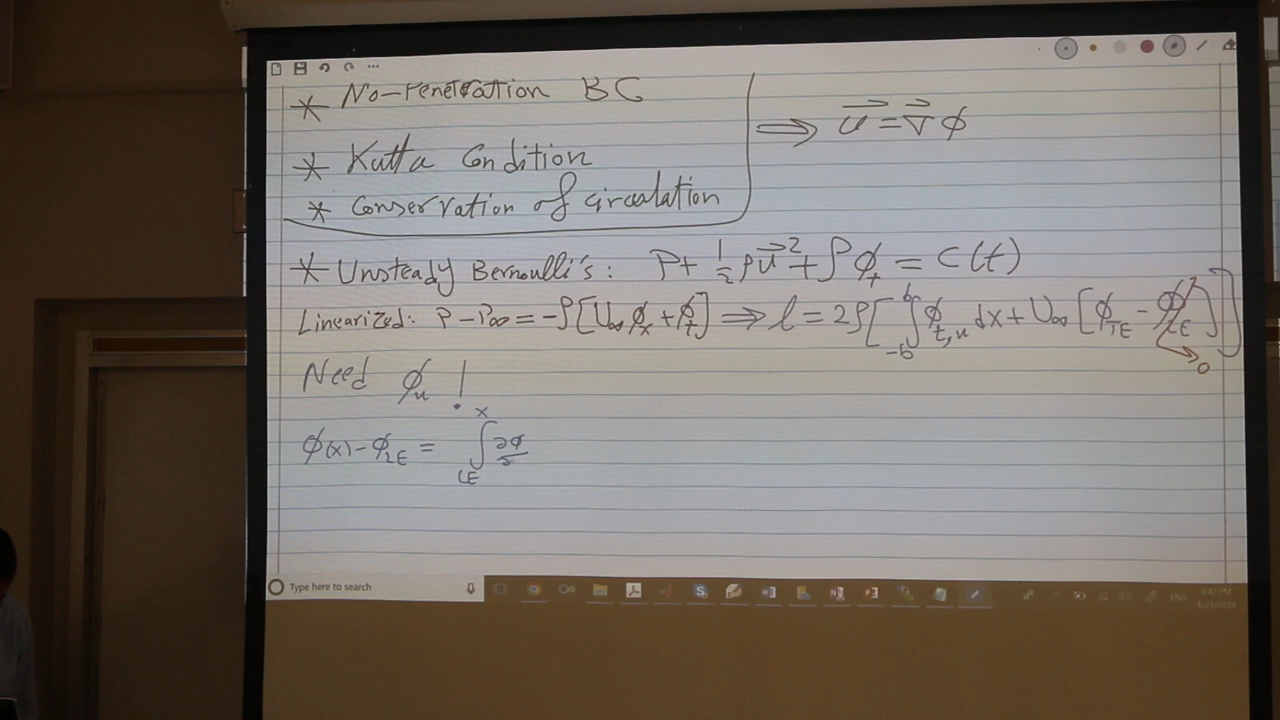 * No-Penetration BC
⟹ u⃗ = ∇⃗ϕ
* Kutta Condition
* Conservation of circulation
* Unsteady Bernoulli's: P + ½ρu⃗² + ρϕ_t = C(t)
Linearized: P - P∞ = -ρ[U∞ϕ_x + ϕ_t] ⟹ l = 2ρ[∫_{-b}^{b} ϕ_{t,u} dx + U∞[ϕ_TE - ϕ_LE]]
0
Need ϕ_u !
ϕ(x) - ϕ_LE = ∫_{LE}^{x} ∂ϕ/∂
Type here to search
ENG